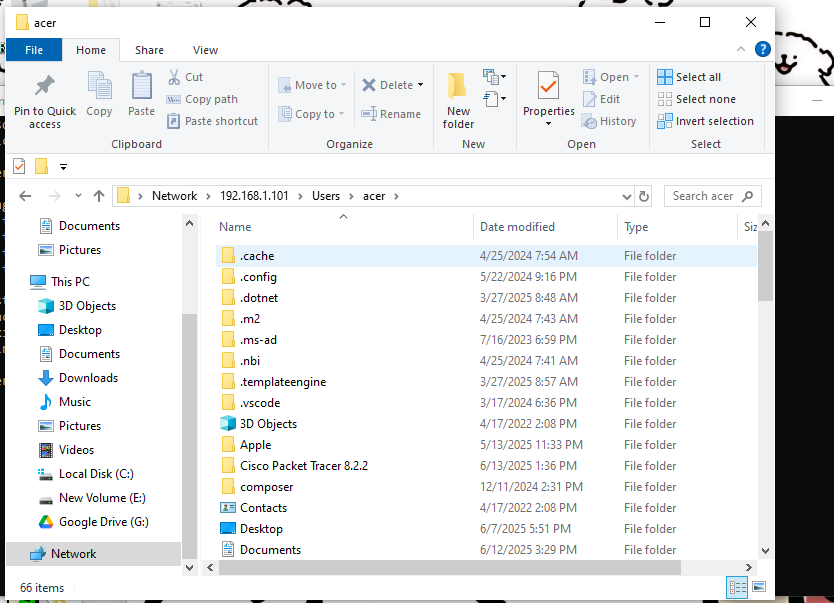 acer
File Home Share View
Pin to Quick access
Copy
Paste
Cut
Copy path
Paste shortcut
Clipboard
Move to
Copy to
Delete
Rename
Organize
New folder
New
Properties
Open
Edit
History
Open
Select all
Select none
Invert selection
Select
Network 192.168.1.101 Users acer
Search acer
Documents
Pictures
This PC
3D Objects
Desktop
Documents
Downloads
Music
Pictures
Videos
Local Disk (C:)
New Volume (E:)
Google Drive (G:)
Network
Name Date modified Type Siz
.cache 4/25/2024 7:54 AM File folder
.config 5/22/2024 9:16 PM File folder
.dotnet 3/27/2025 8:48 AM File folder
.m2 4/25/2024 7:43 AM File folder
.ms-ad 7/16/2023 6:59 PM File folder
.nbi 4/25/2024 7:41 AM File folder
.templateengine 3/27/2025 8:57 AM File folder
.vscode 3/17/2024 6:36 PM File folder
3D Objects 4/17/2022 2:08 PM File folder
Apple 5/13/2025 11:33 PM File folder
Cisco Packet Tracer 8.2.2 6/13/2025 1:36 PM File folder
composer 12/11/2024 2:31 PM File folder
Contacts 4/17/2022 2:08 PM File folder
Desktop 6/7/2025 5:51 PM File folder
Documents 6/12/2025 3:29 PM File folder
66 items